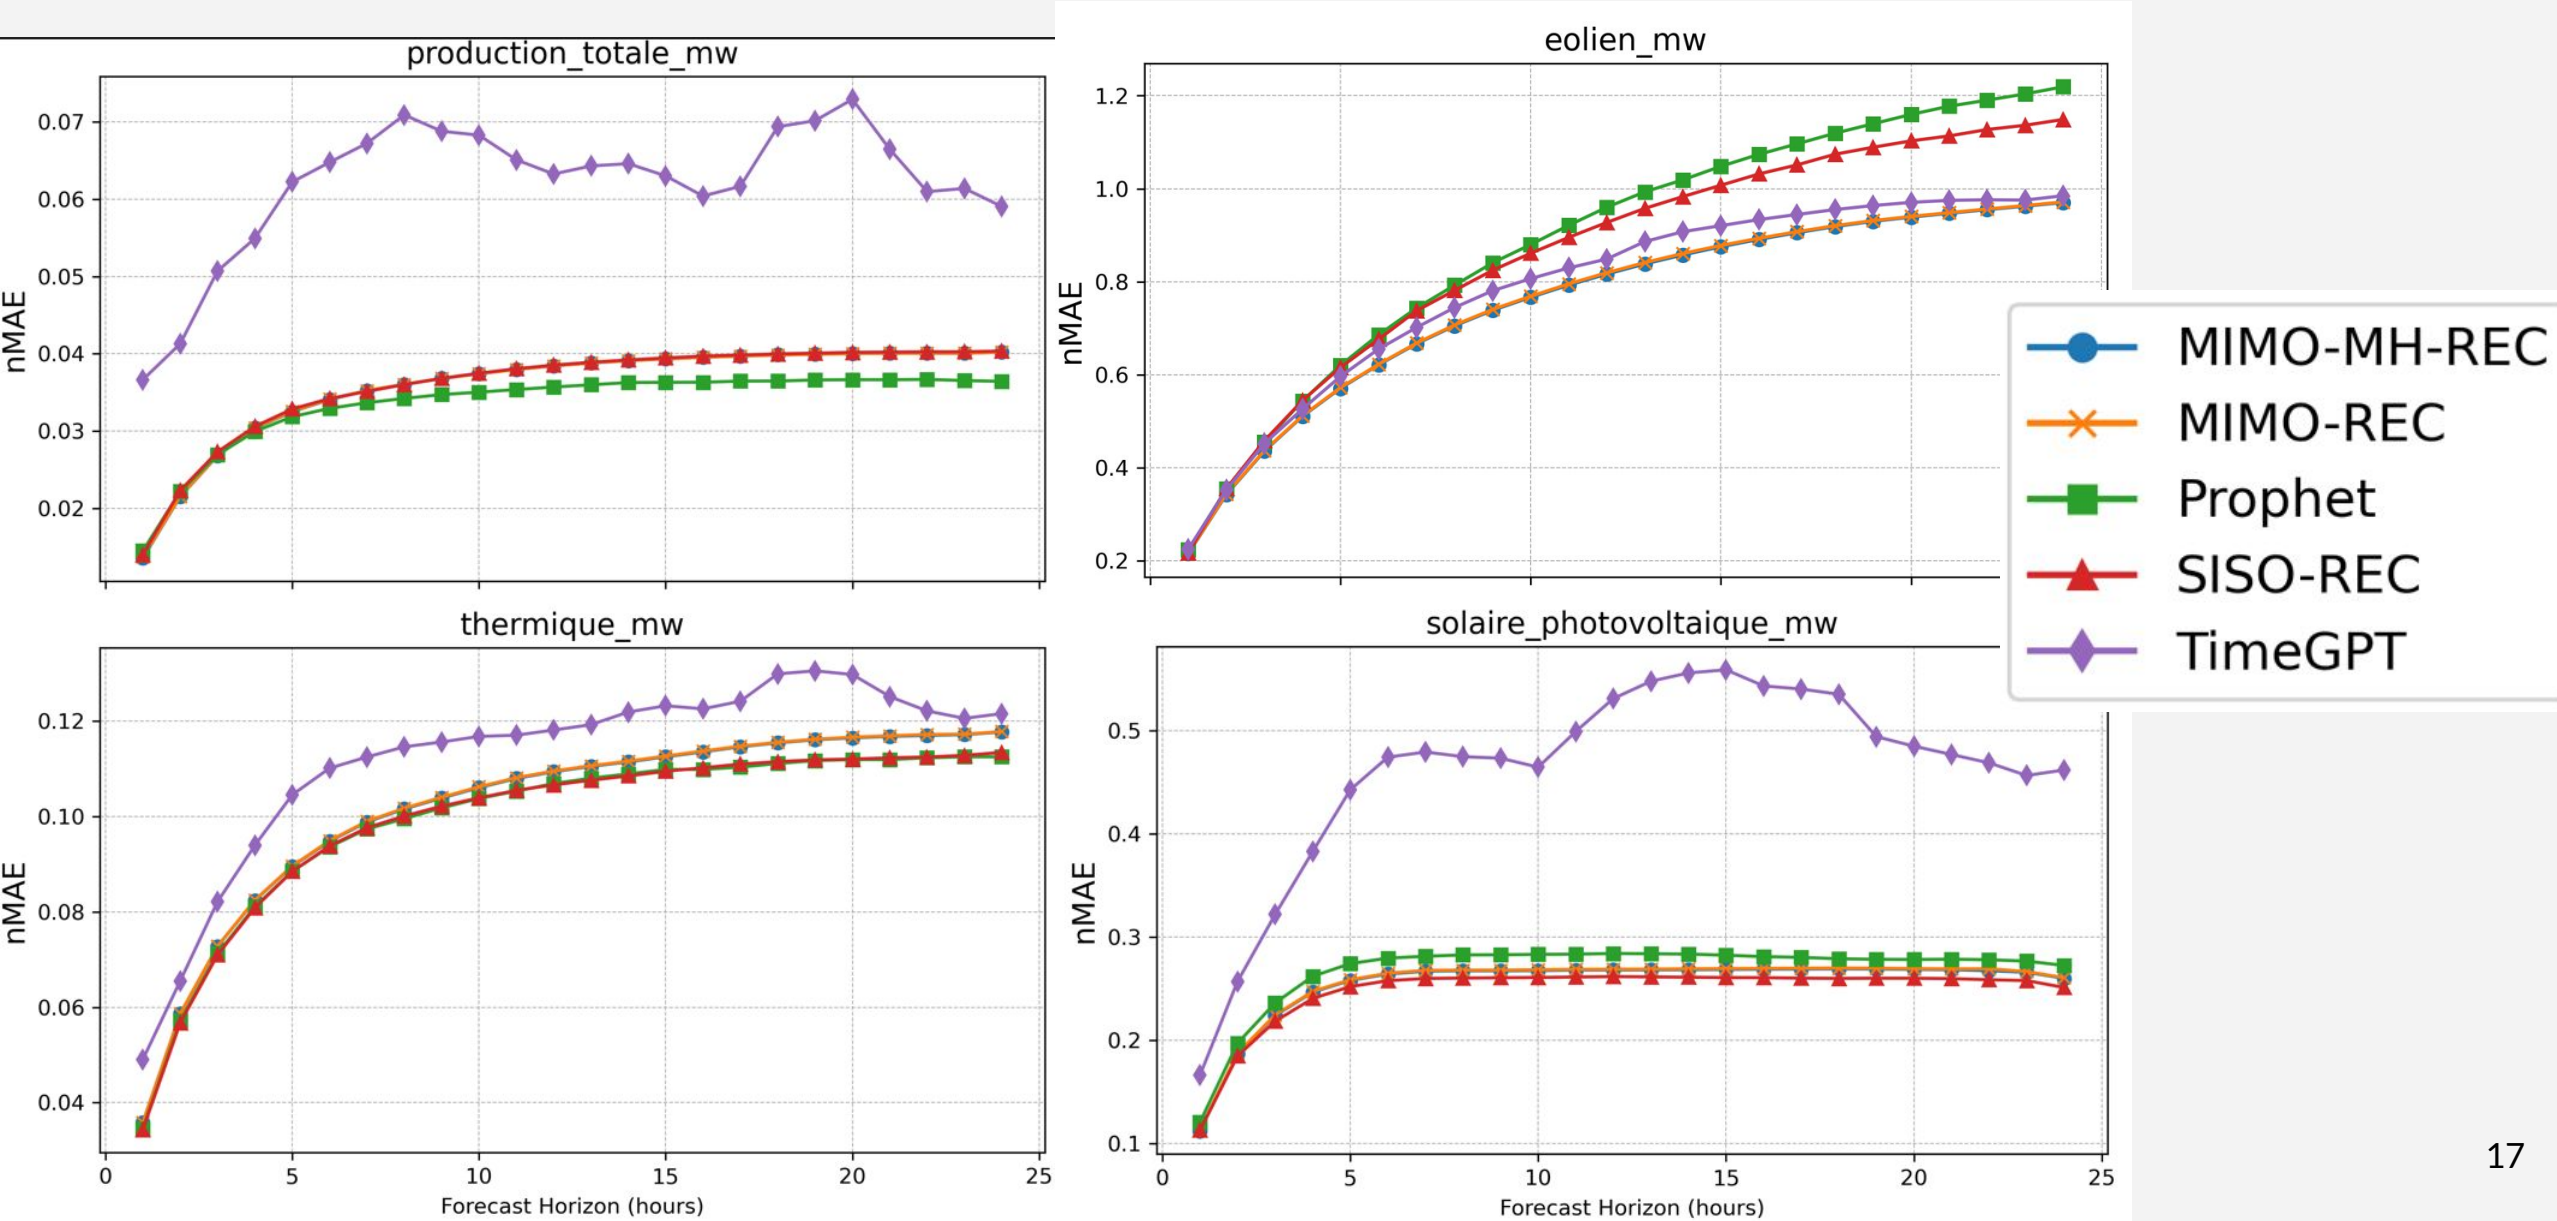 production_totale_mw
nMAE
0.07
0.06
0.05
0.04
0.03
0.02
eolien_mw
nMAE
1.2
1.0
0.8
0.6
0.4
0.2
MIMO-MH-REC
MIMO-REC
Prophet
SISO-REC
TimeGPT
thermique_mw
nMAE
0.12
0.10
0.08
0.06
0.04
0 5 10 15 20 25
Forecast Horizon (hours)
solaire_photovoltaique_mw
nMAE
0.5
0.4
0.3
0.2
0.1
0 5 10 15 20 25
Forecast Horizon (hours)
17